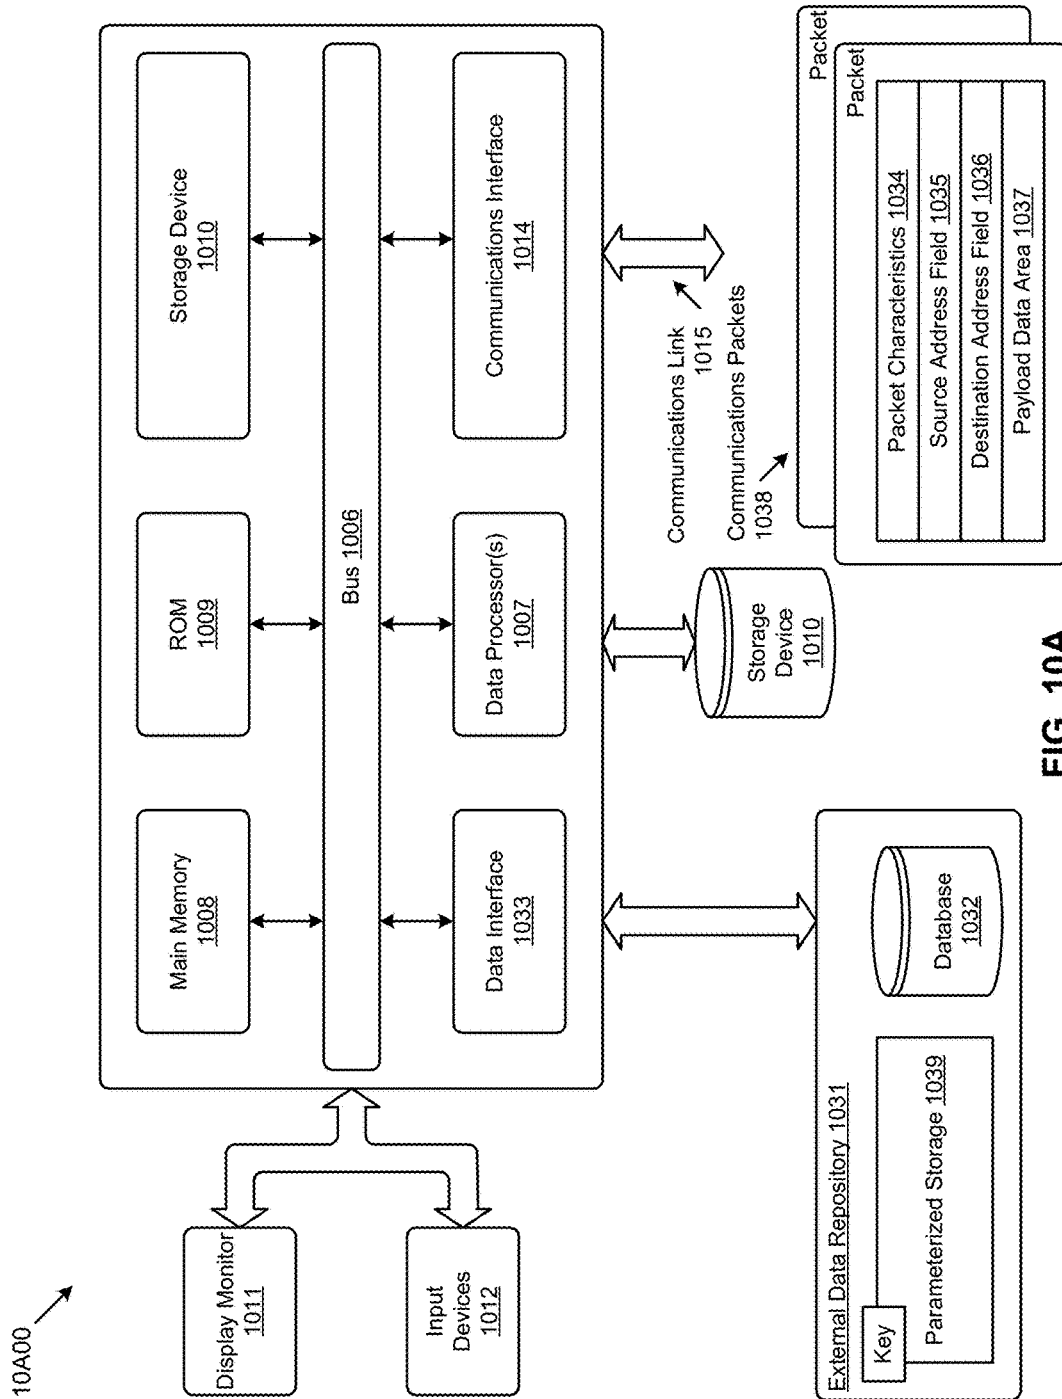 10A00
Display Monitor
1011
Input
Devices
1012
Main Memory
1008
ROM
1009
Storage Device
1010
Bus 1006
Data Interface
1033
Data Processor(s)
1007
Communications Interface
1014
Communications Link
1015
Communications Packets
1038
Storage
Device
1010
External Data Repository 1031
Key
Parameterized Storage 1039
Database
1032
Packet
Packet
Packet Characteristics 1034
Source Address Field 1035
Destination Address Field 1036
Payload Data Area 1037
FIG. 10A